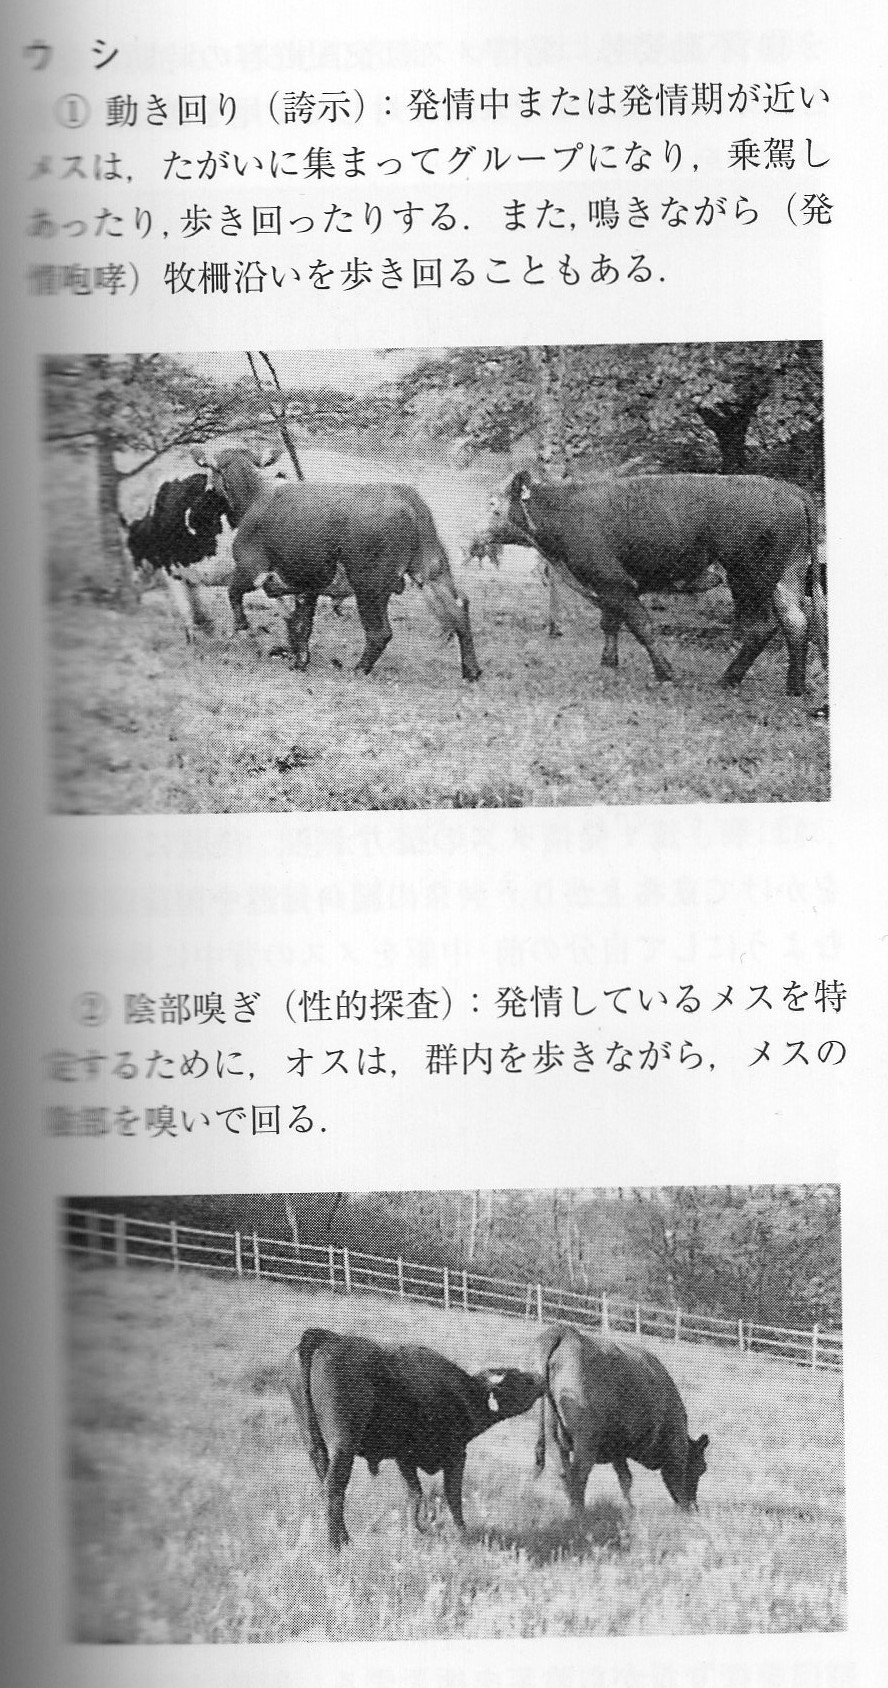 ウ シ
① 動き回り（誇示）：発情中または発情期が近い
メスは，たがいに集まってグループになり，乗駕し
あったり，歩き回ったりする．また，鳴きながら（発
情咆哮）牧柵沿いを歩き回ることもある．
② 陰部嗅ぎ（性的探査）：発情しているメスを特
定するために，オスは，群内を歩きながら，メスの
陰部を嗅いで回る．